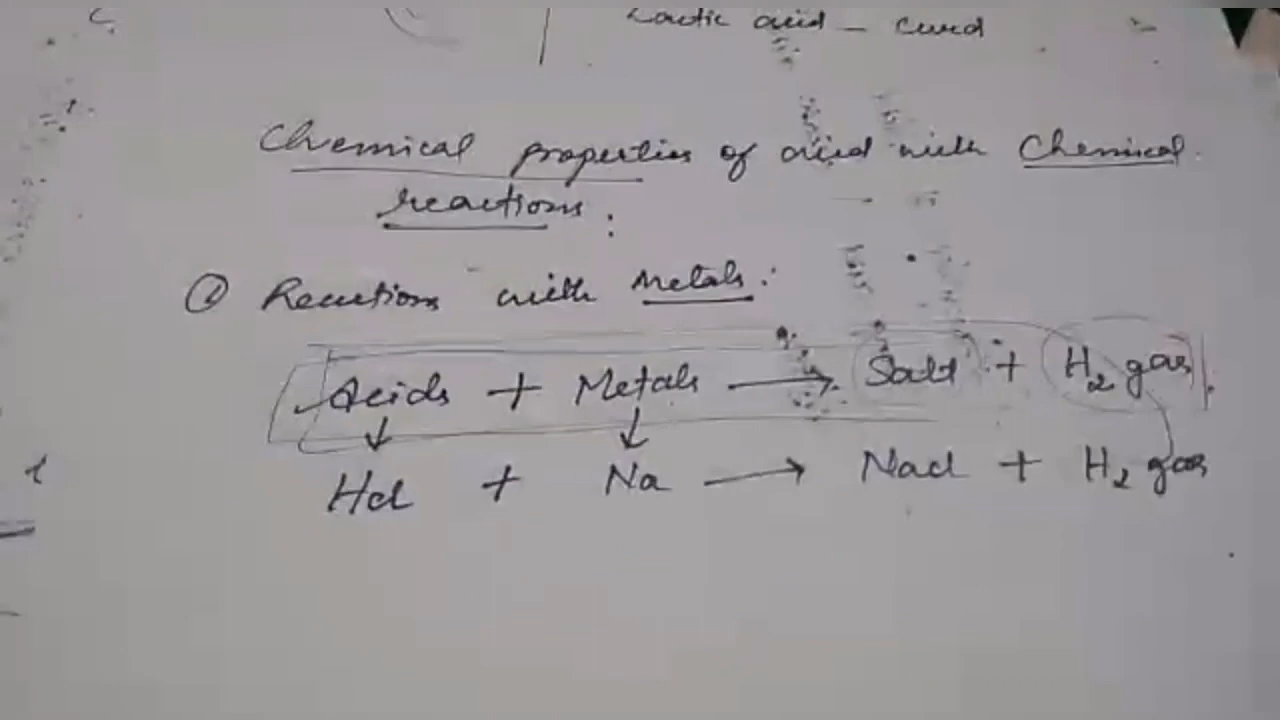 Lactic acid - curd
Chemical properties of acid with Chemical
reactions:
Reactions with Metals:
Acids + Metals → Salt + H₂ gas
HCl + Na → NaCl + H₂ gas